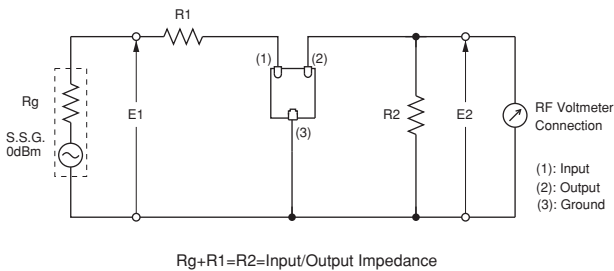 R1
(1)
(2)
Rg
E1
R2
E2
RF Voltmeter
Connection
S.S.G.
0dBm
(3)
(1): Input
(2): Output
(3): Ground
Rg+R1=R2=Input/Output Impedance